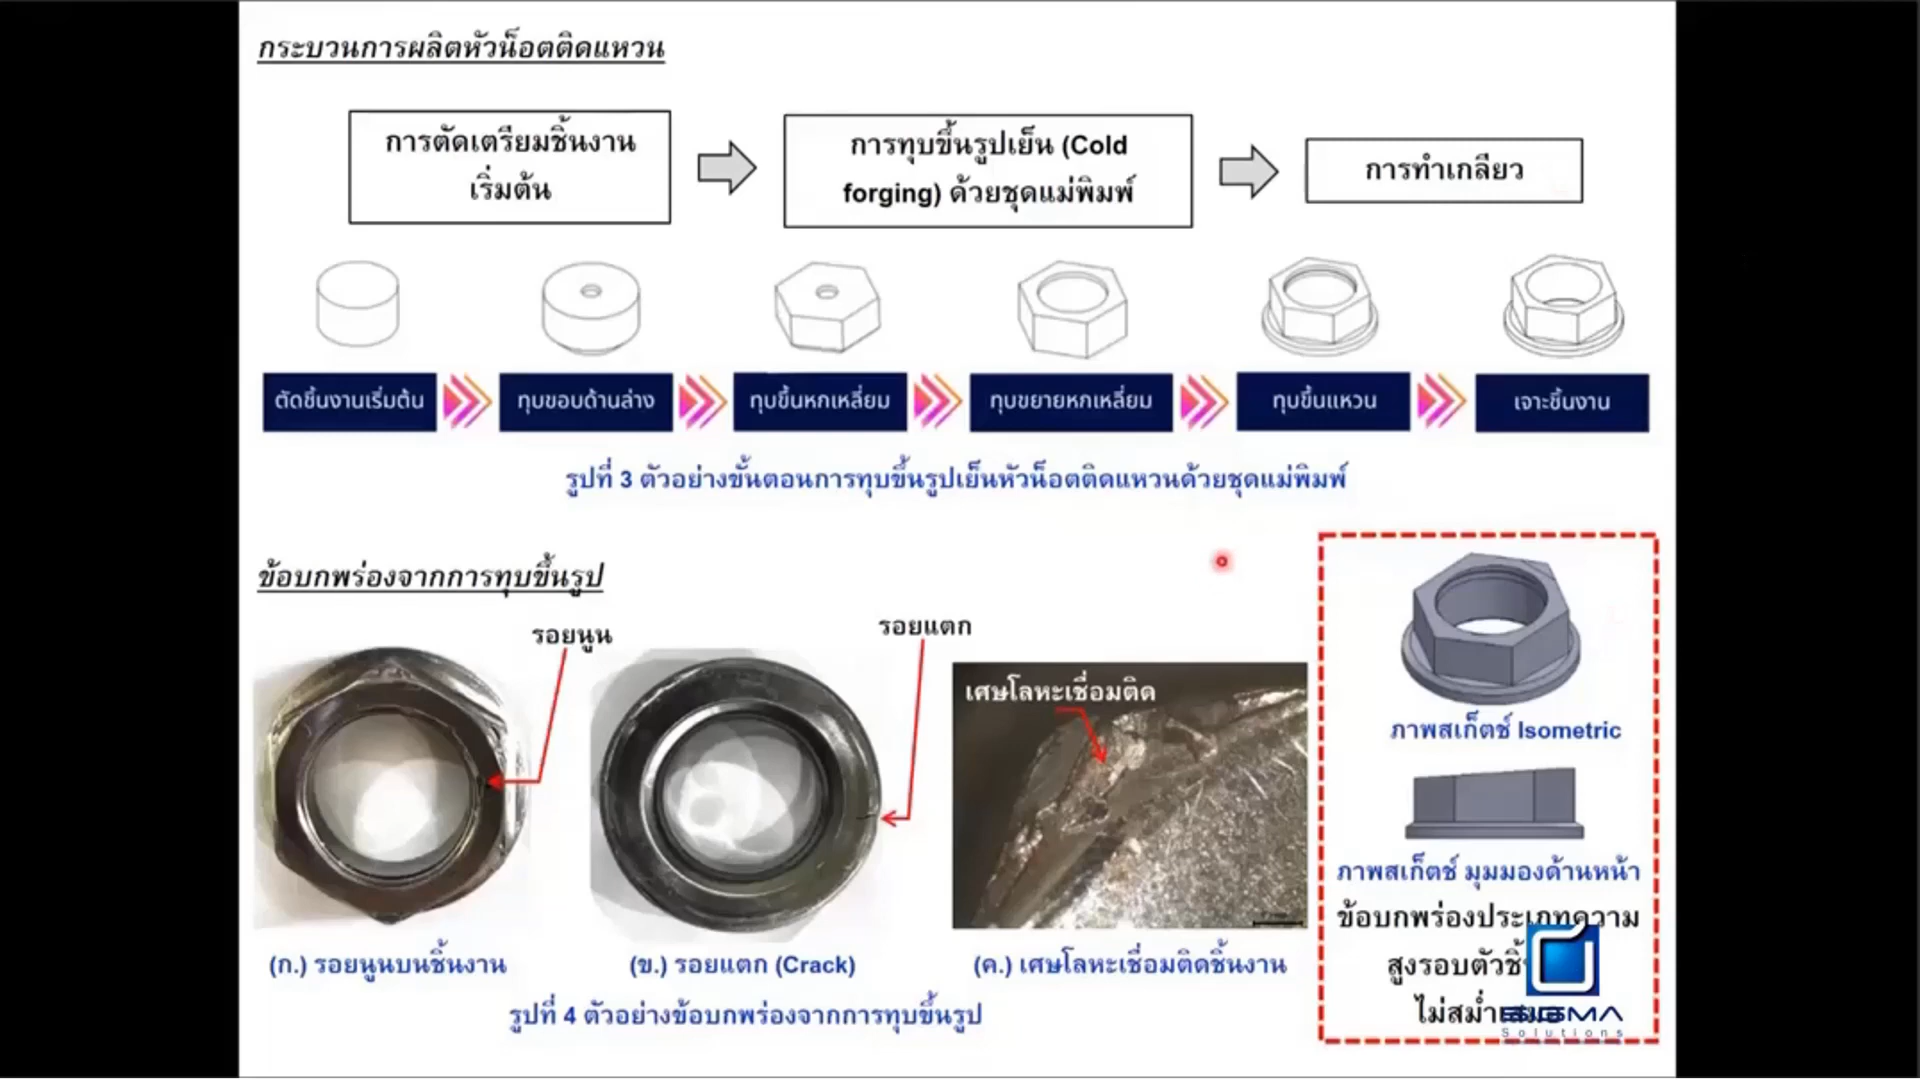 กระบวนการผลิตหัวน็อตติดแหวน
การตัดเตรียมชิ้นงาน
เริ่มต้น
การทุบขึ้นรูปเย็น (Cold
forging) ด้วยชุดแม่พิมพ์
การทำเกลียว
ตัดชิ้นงานเริ่มต้น
ทุบขอบด้านล่าง
ทุบขึ้นหกเหลี่ยม
ทุบขยายหกเหลี่ยม
ทุบขึ้นแหวน
เจาะชิ้นงาน
รูปที่ 3 ตัวอย่างขั้นตอนการทุบขึ้นรูปเย็นหัวน็อตติดแหวนด้วยชุดแม่พิมพ์
ข้อบกพร่องจากการทุบขึ้นรูป
รอยนูน
รอยแตก
เศษโลหะเชื่อมติด
(ก.) รอยนูนบนชิ้นงาน
(ข.) รอยแตก (Crack)
(ค.) เศษโลหะเชื่อมติดชิ้นงาน
รูปที่ 4 ตัวอย่างข้อบกพร่องจากการทุบขึ้นรูป
ภาพสเก็ตช์ Isometric
ภาพสเก็ตช์ มุมมองด้านหน้า
ข้อบกพร่องประเภทความ
สูงรอบตัว
ไม่สม่ำเสมอ
SIGMA
Solutions